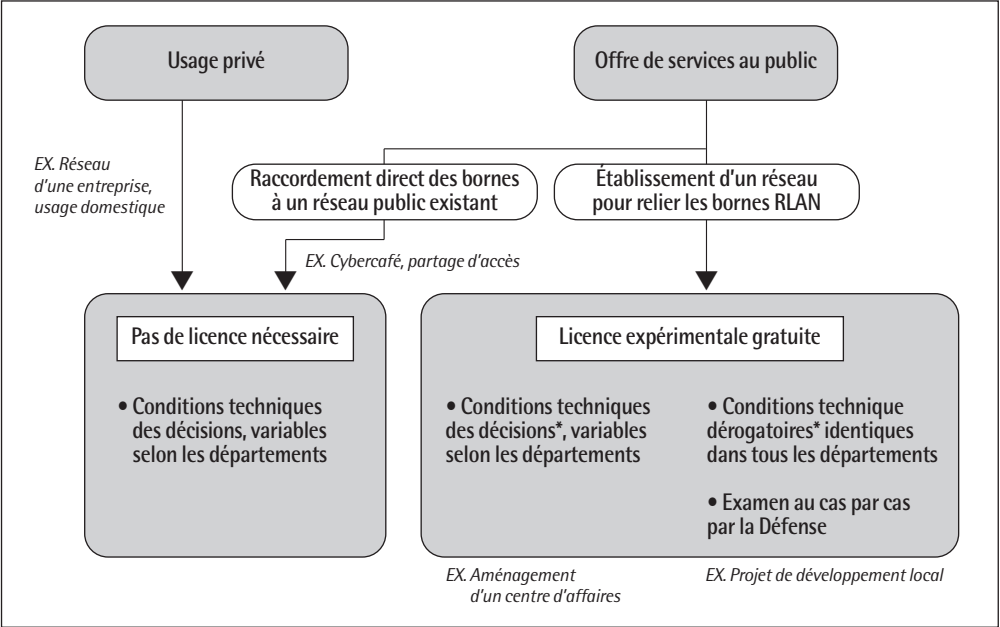 Usage privé
Offre de services au public
EX. Réseau
d'une entreprise,
usage domestique
Raccordement direct des bornes
à un réseau public existant
Établissement d'un réseau
pour relier les bornes RLAN
EX. Cybercafé, partage d'accès
Pas de licence nécessaire
• Conditions techniques
des décisions, variables
selon les départements
Licence expérimentale gratuite
• Conditions techniques
des décisions*, variables
selon les départements
• Conditions technique
dérogatoires* identiques
dans tous les départements
• Examen au cas par cas
par la Défense
EX. Aménagement
d'un centre d'affaires
EX. Projet de développement local